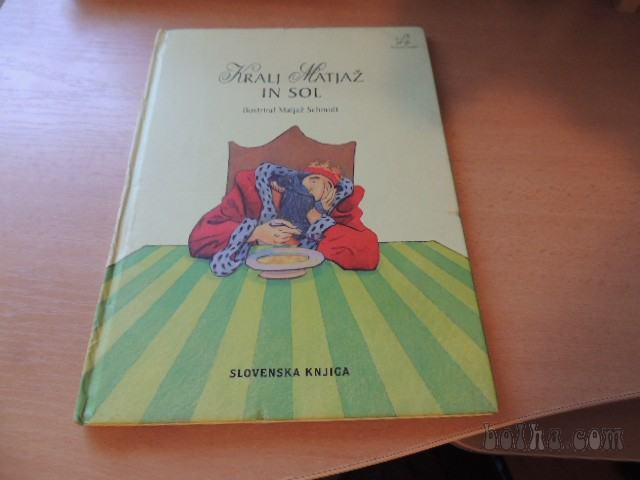 KRALJ MATJAŽ
IN SOL
Ilustriral Matjaž Schmidt
SLOVENSKA KNJIGA
bolha.com